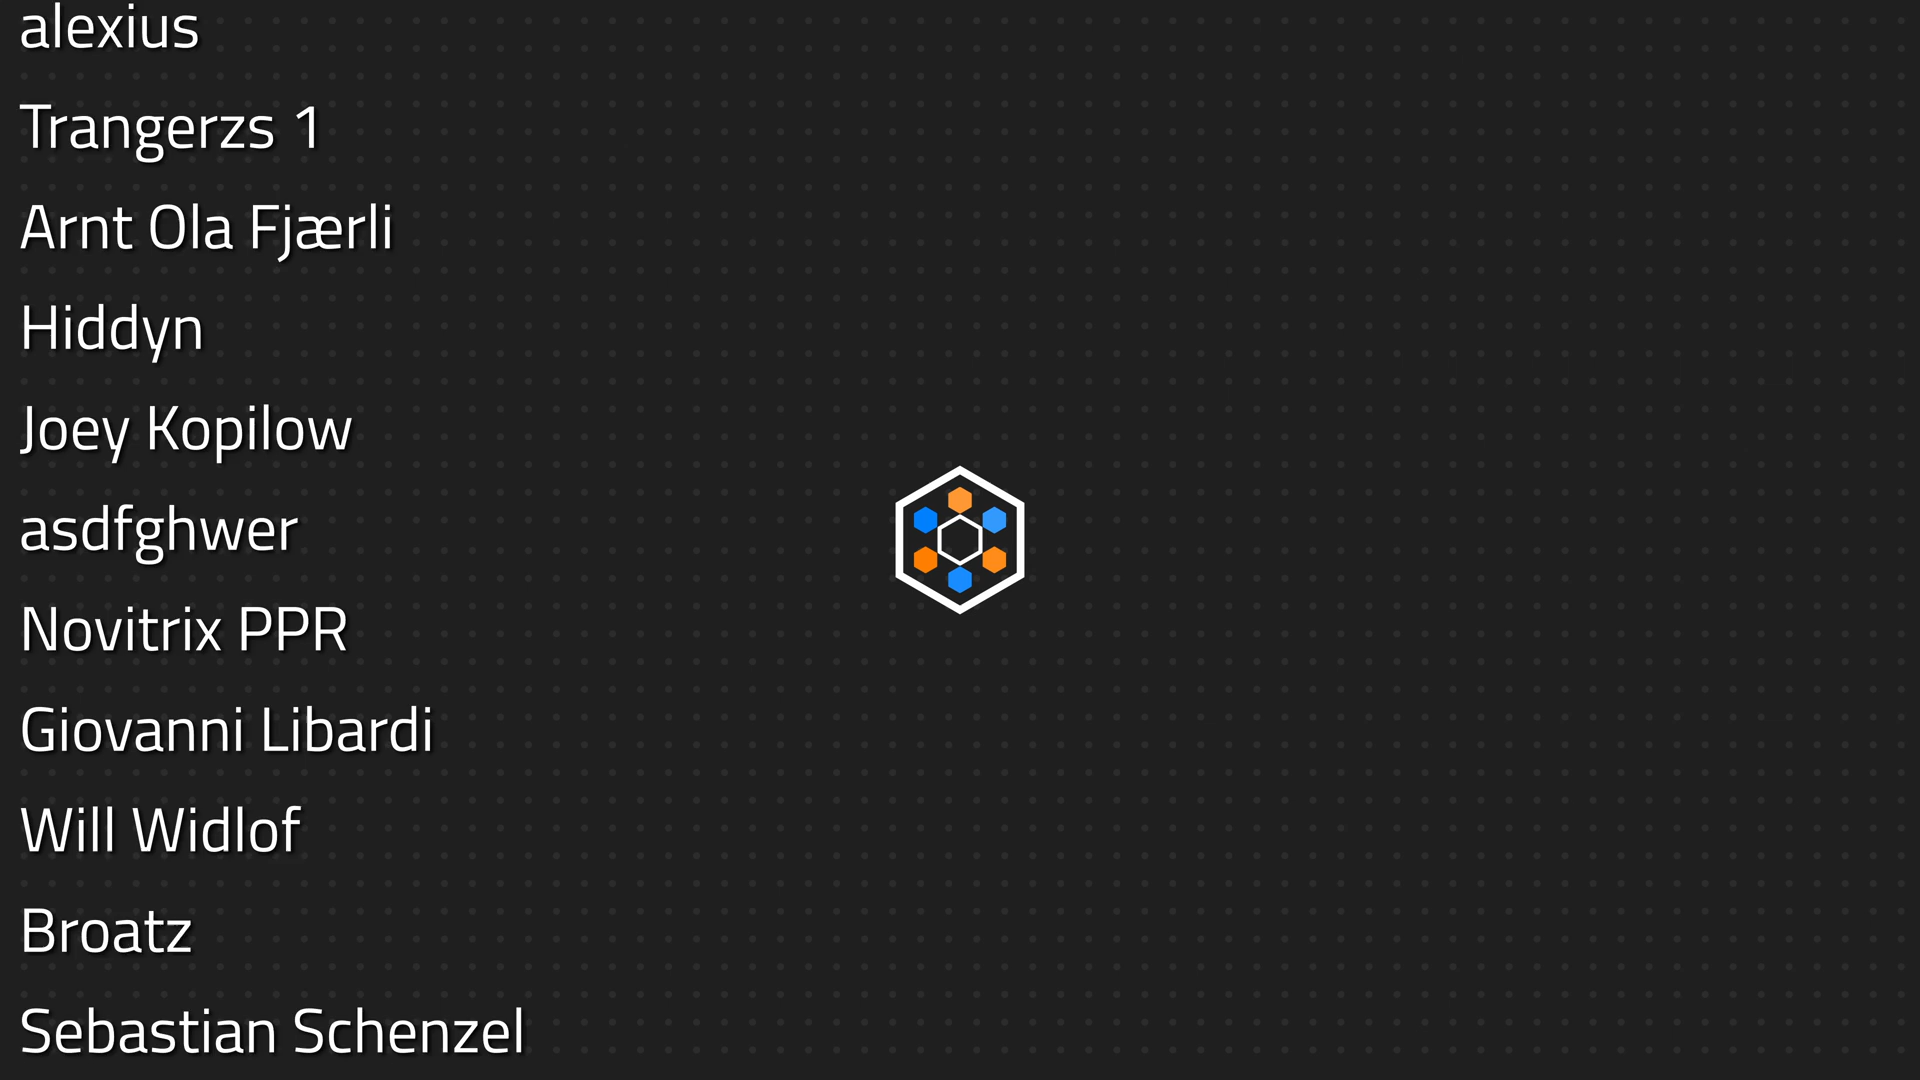 alexius
Trangerzs 1
Arnt Ola Fjærli
Hiddyn
Joey Kopilow
asdfghwer
Novitrix PPR
Giovanni Libardi
Will Widlof
Broatz
Sebastian Schenzel